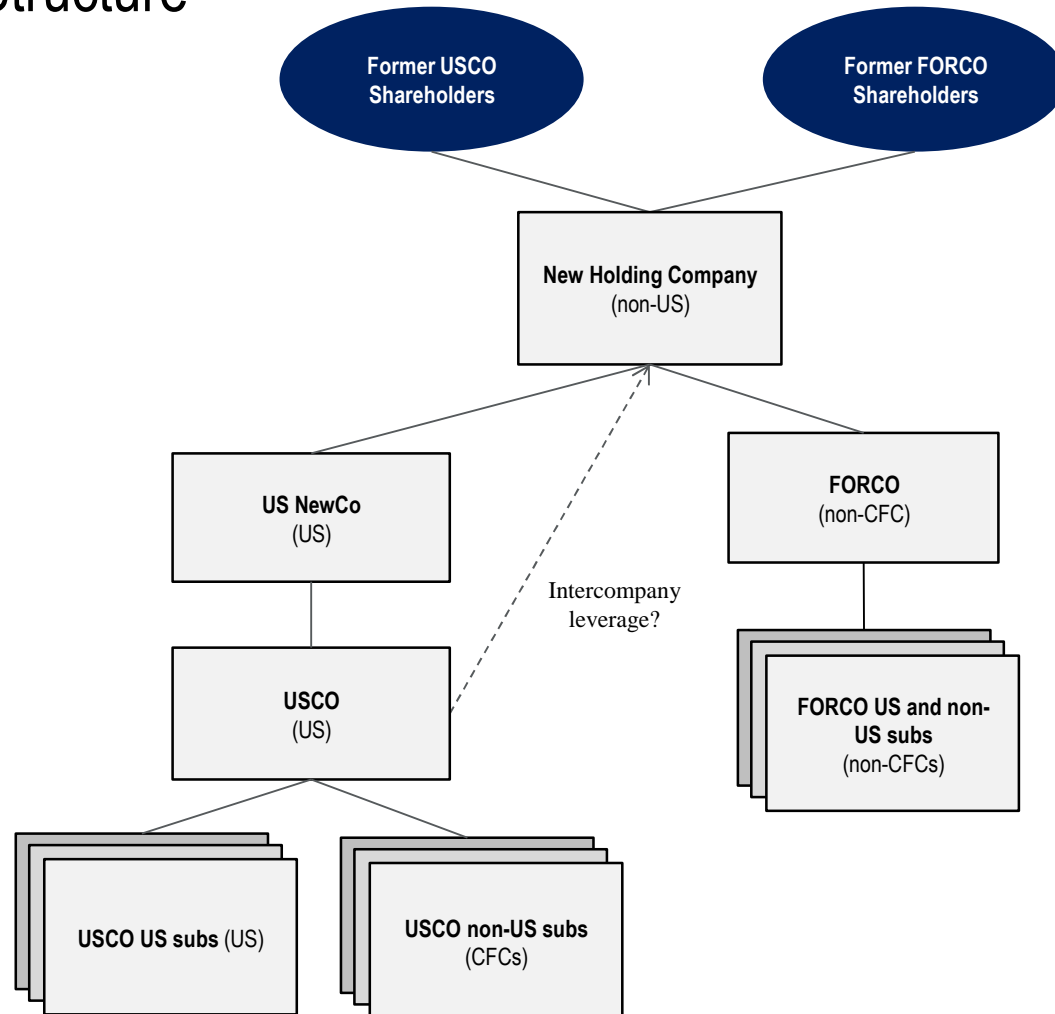 Structure
Former USCO
Shareholders
Former FORCO
Shareholders
New Holding Company
(non-US)
US NewCo
(US)
FORCO
(non-CFC)
Intercompany
leverage?
USCO
(US)
FORCO US and non-
US subs
(non-CFCs)
USCO US subs (US)
USCO non-US subs
(CFCs)